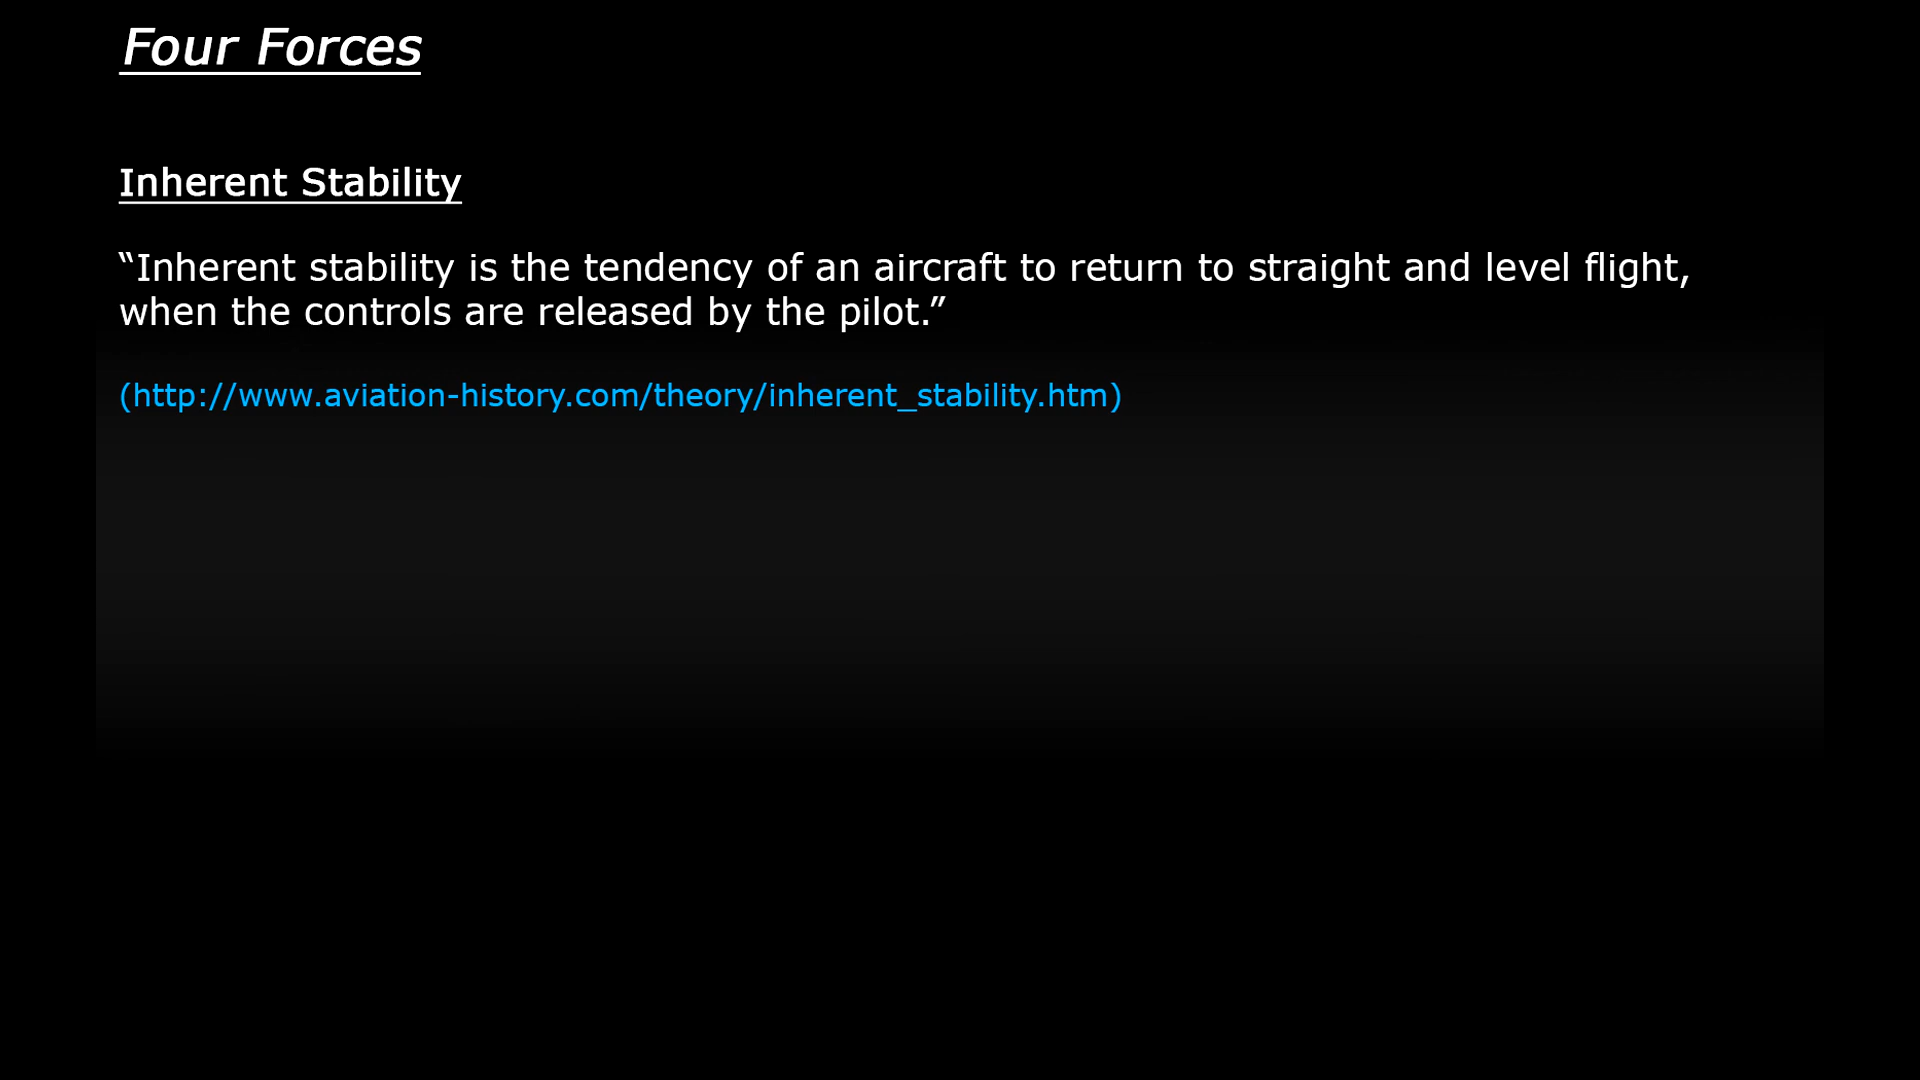 Four Forces
Inherent Stability
“Inherent stability is the tendency of an aircraft to return to straight and level flight,
when the controls are released by the pilot.”
(http://www.aviation-history.com/theory/inherent_stability.htm)